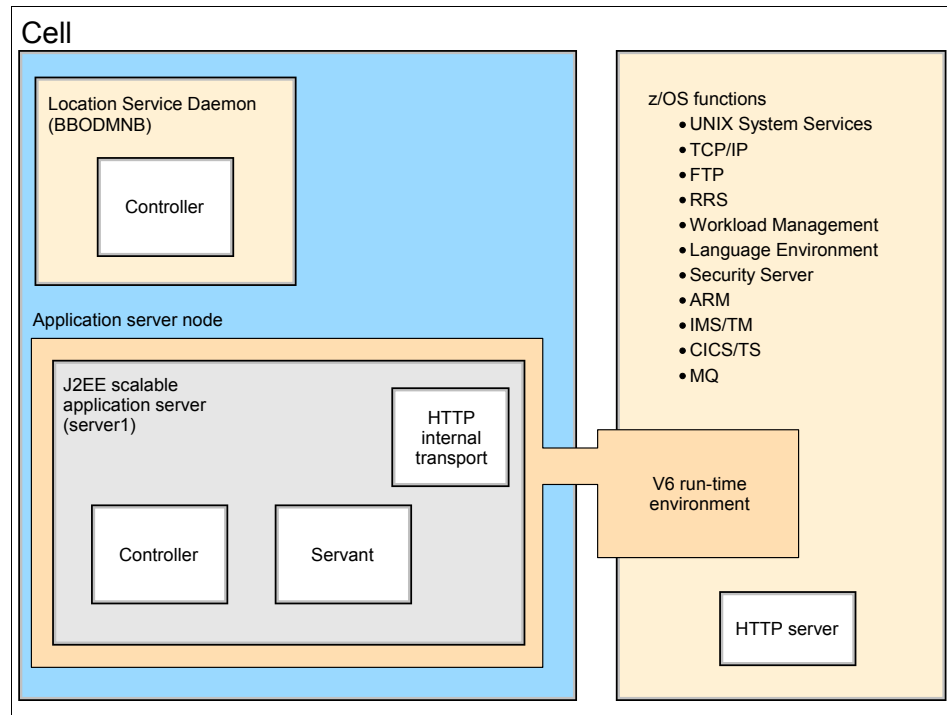 Cell
Location Service Daemon
(BBODMNB)
Controller
Application server node
J2EE scalable
application server
(server1)
HTTP
internal
transport
Controller
Servant
z/OS functions
• UNIX System Services
• TCP/IP
• FTP
• RRS
• Workload Management
• Language Environment
• Security Server
• ARM
• IMS/TM
• CICS/TS
• MQ
V6 run-time
environment
HTTP server